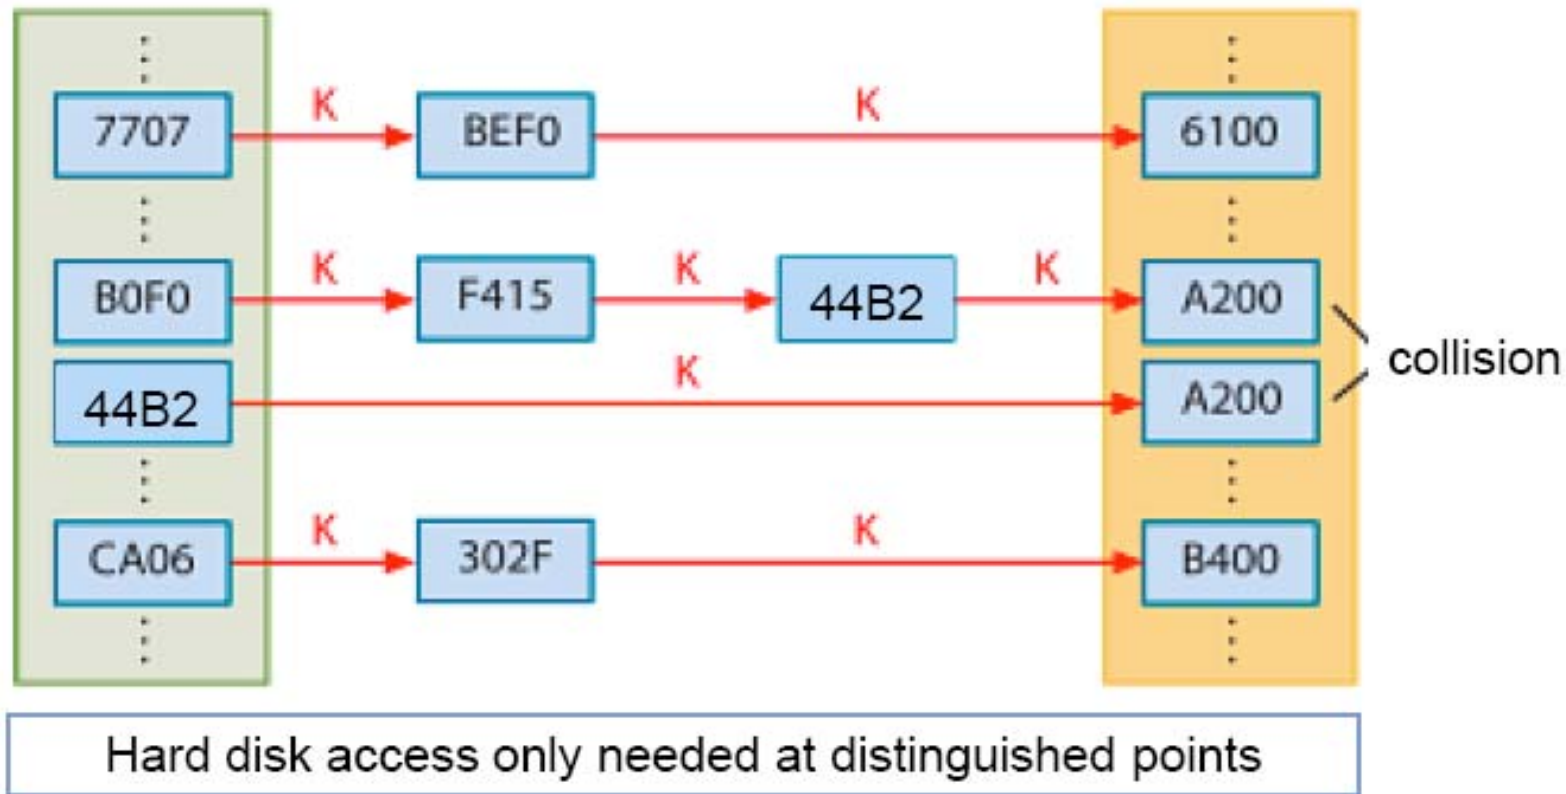 K K
7707 BEF0 6100
K K K
B0F0 F415 44B2 A200
collision
K
44B2 A200
K K
CA06 302F B400
Hard disk access only needed at distinguished points